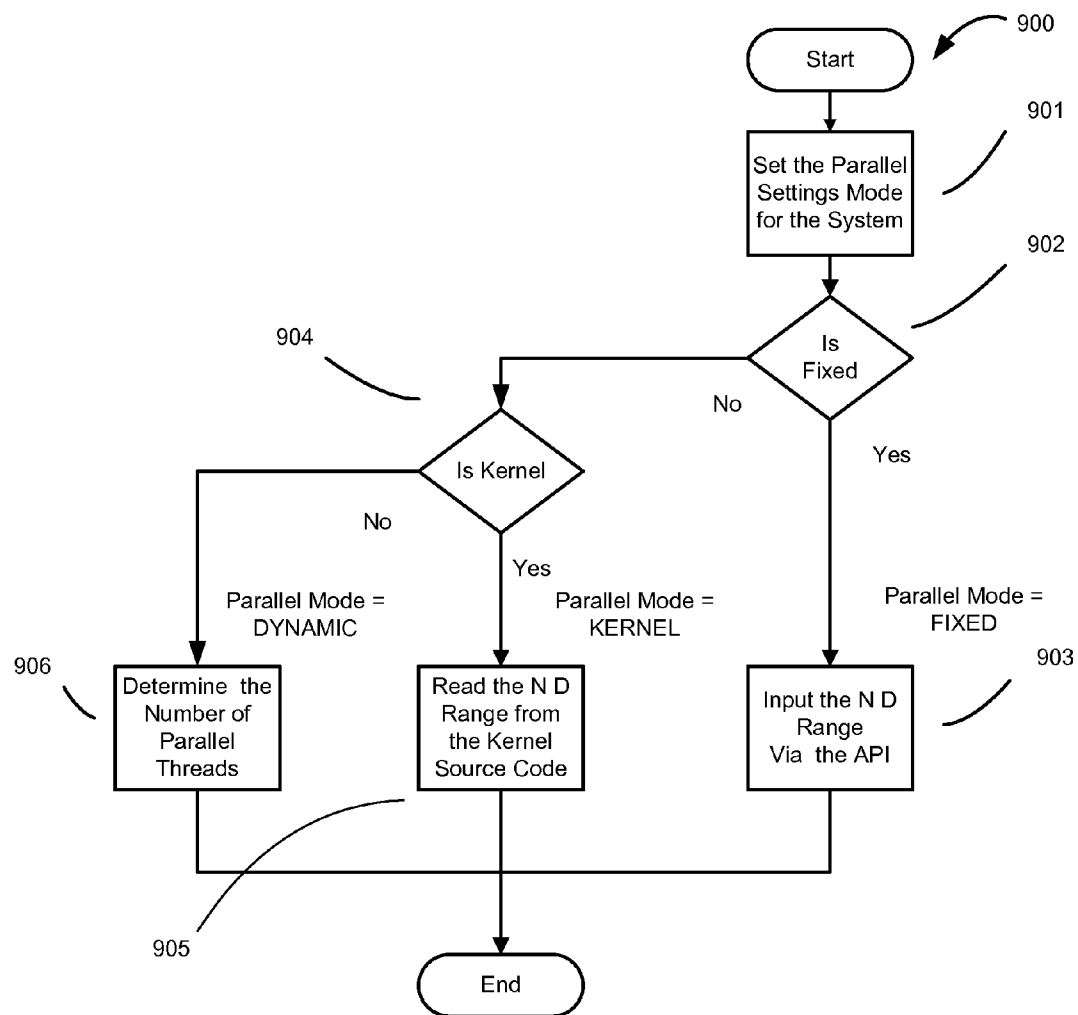 900
Start
901
Set the Parallel
Settings Mode
for the System
902
Is
Fixed
904
No
Yes
Is Kernel
No
Yes
Parallel Mode =
DYNAMIC
Parallel Mode =
KERNEL
Parallel Mode =
FIXED
906
Determine the
Number of
Parallel
Threads
Read the N D
Range from
the Kernel
Source Code
903
Input the N D
Range
Via the API
905
End